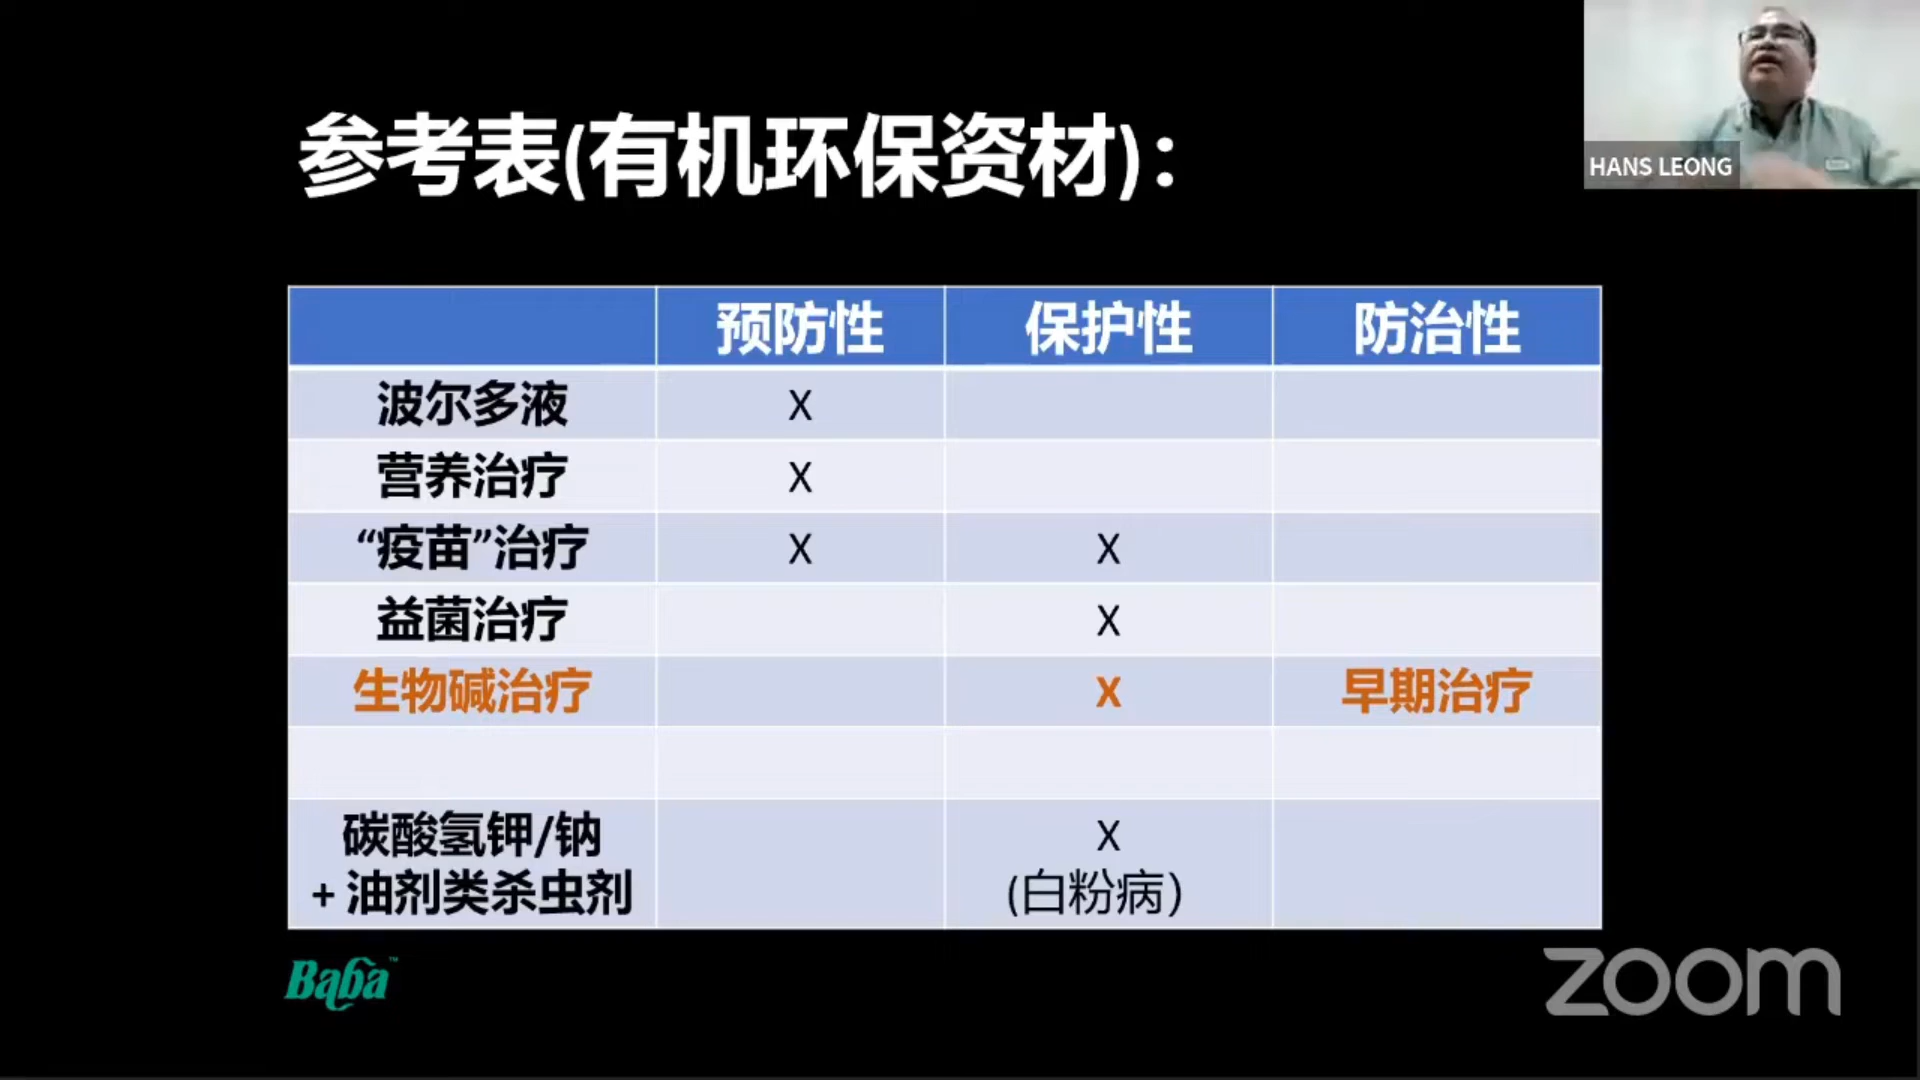 参考表(有机环保资材)：
HANS LEONG
预防性 保护性 防治性
波尔多液 X
营养治疗 X
“疫苗”治疗 X X
益菌治疗 X
生物碱治疗 X 早期治疗
碳酸氢钾/钠 X
+ 油剂类杀虫剂 (白粉病)
Baba™
zoom